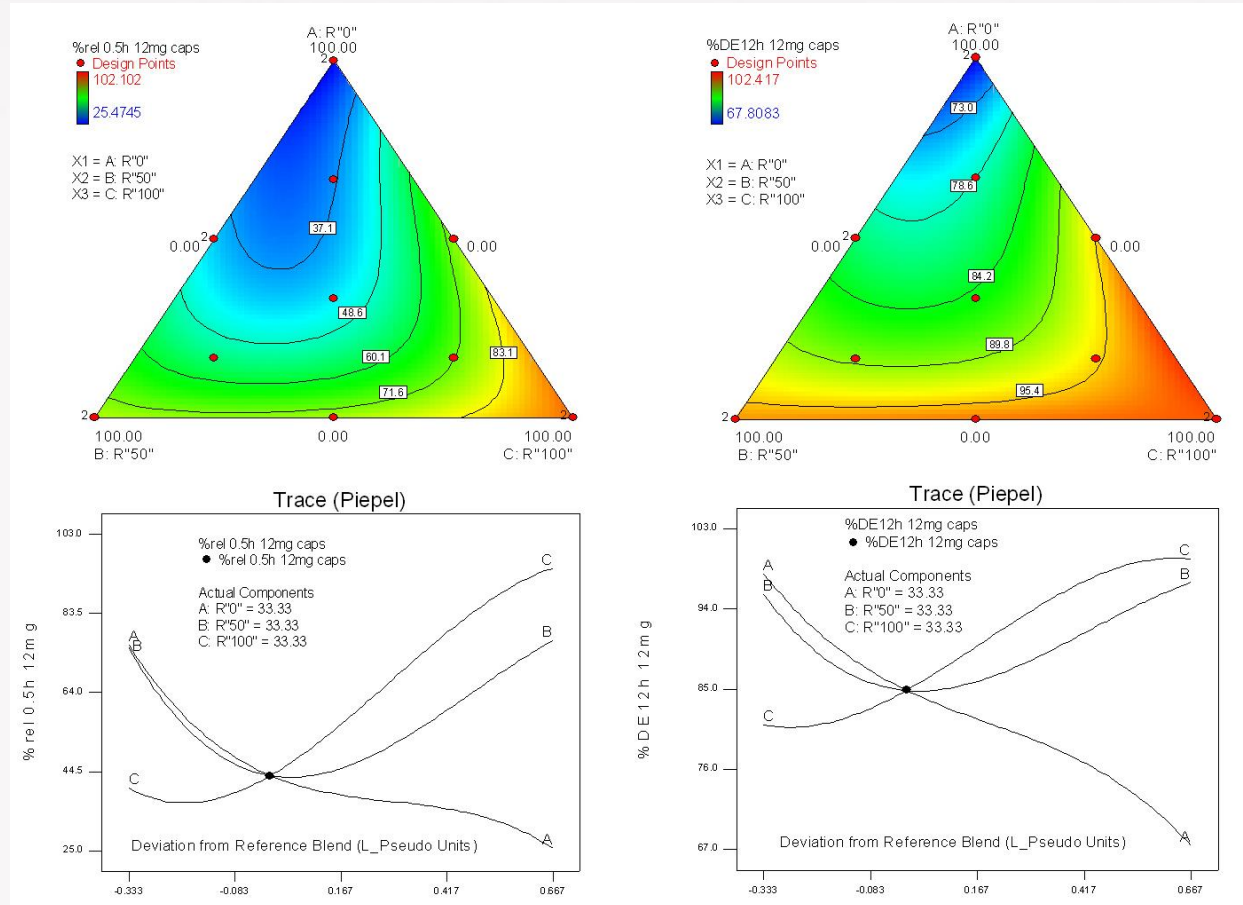 A: R"0"
100.00
%rel 0.5h 12mg caps
Design Points
102.102
25.4745
X1 = A: R"0"
X2 = B: R"50"
X3 = C: R"100"
2
37.1
0.00
2
0.00
48.6
60.1
83.1
71.6
2
2
100.00
0.00
100.00
B: R"50"
C: R"100"
A: R"0"
100.00
%DE12h 12mg caps
Design Points
102.417
67.8083
X1 = A: R"0"
X2 = B: R"50"
X3 = C: R"100"
2
73.0
78.6
0.00
2
0.00
84.2
89.8
95.4
2
2
100.00
0.00
100.00
B: R"50"
C: R"100"
Trace (Piepel)
103.0
83.5
64.0
44.5
25.0
%rel 0.5h 12mg
%rel 0.5h 12mg caps
%rel 0.5h 12mg caps
Actual Components
A: R"0" = 33.33
B: R"50" = 33.33
C: R"100" = 33.33
A
B
C
C
B
A
Deviation from Reference Blend (L_Pseudo Units)
-0.333
-0.083
0.167
0.417
0.667
Trace (Piepel)
103.0
94.0
85.0
76.0
67.0
%DE12h 12mg
%DE12h 12mg caps
%DE12h 12mg caps
Actual Components
A: R"0" = 33.33
B: R"50" = 33.33
C: R"100" = 33.33
A
B
C
C
B
A
Deviation from Reference Blend (L_Pseudo Units)
-0.333
-0.083
0.167
0.417
0.667